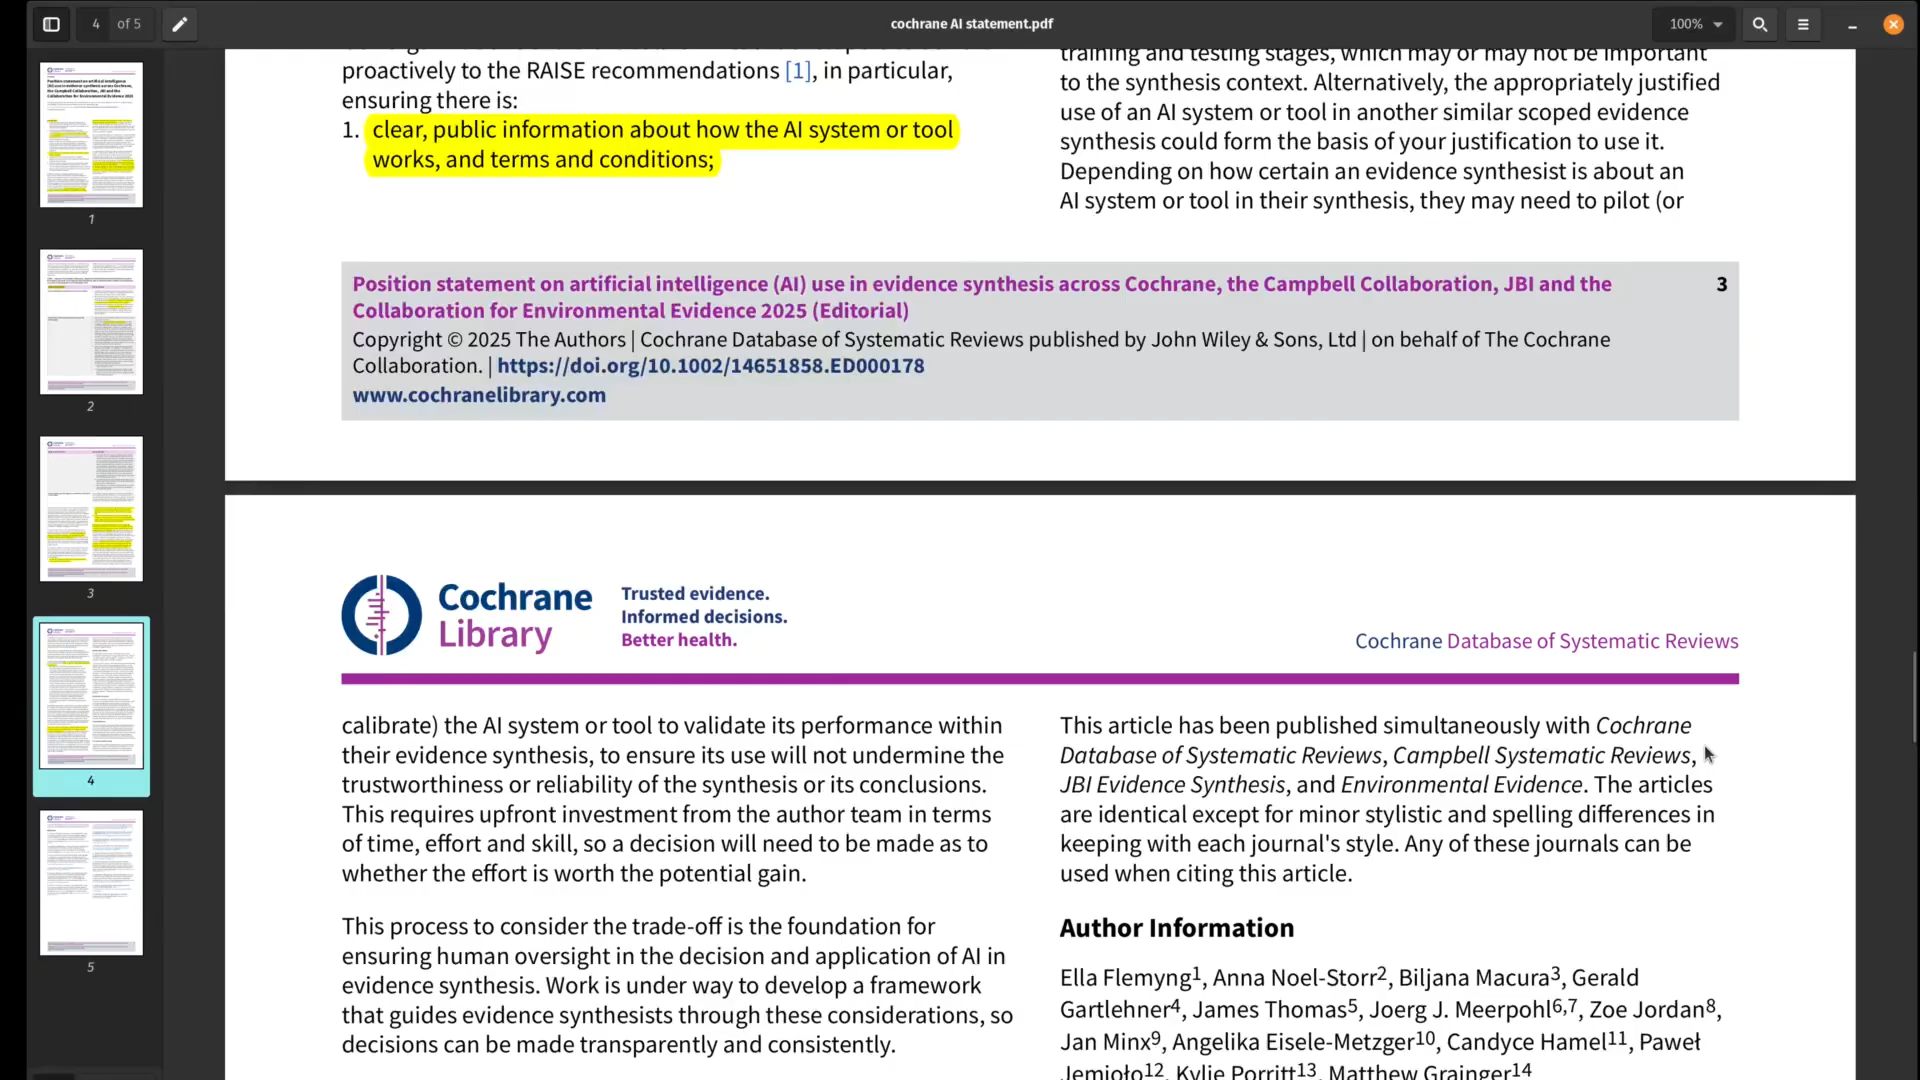 4 of 5
cochrane AI statement.pdf
100%
1
2
3
4
5
proactively to the RAISE recommendations [1], in particular,
ensuring there is:
1. clear, public information about how the AI system or tool
works, and terms and conditions;
training and testing stages, which may or may not be important
to the synthesis context. Alternatively, the appropriately justified
use of an AI system or tool in another similar scoped evidence
synthesis could form the basis of your justification to use it.
Depending on how certain an evidence synthesist is about an
AI system or tool in their synthesis, they may need to pilot (or
Position statement on artificial intelligence (AI) use in evidence synthesis across Cochrane, the Campbell Collaboration, JBI and the
Collaboration for Environmental Evidence 2025 (Editorial)
3
Copyright © 2025 The Authors | Cochrane Database of Systematic Reviews published by John Wiley & Sons, Ltd | on behalf of The Cochrane
Collaboration. | https://doi.org/10.1002/14651858.ED000178
www.cochranelibrary.com
Cochrane
Library
Trusted evidence.
Informed decisions.
Better health.
Cochrane Database of Systematic Reviews
calibrate) the AI system or tool to validate its performance within
their evidence synthesis, to ensure its use will not undermine the
trustworthiness or reliability of the synthesis or its conclusions.
This requires upfront investment from the author team in terms
of time, effort and skill, so a decision will need to be made as to
whether the effort is worth the potential gain.
This process to consider the trade-off is the foundation for
ensuring human oversight in the decision and application of AI in
evidence synthesis. Work is under way to develop a framework
that guides evidence synthesists through these considerations, so
decisions can be made transparently and consistently.
This article has been published simultaneously with Cochrane
Database of Systematic Reviews, Campbell Systematic Reviews,
JBI Evidence Synthesis, and Environmental Evidence. The articles
are identical except for minor stylistic and spelling differences in
keeping with each journal's style. Any of these journals can be
used when citing this article.
Author Information
Ella Flemyng1, Anna Noel-Storr2, Biljana Macura3, Gerald
Gartlehner4, James Thomas5, Joerg J. Meerpohl6,7, Zoe Jordan8,
Jan Minx9, Angelika Eisele-Metzger10, Candyce Hamel11, Paweł
Jemioło12, Kylie Porritt13, Matthew Grainger14